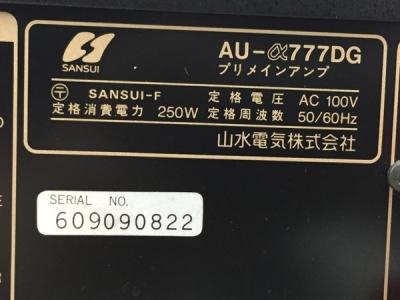 SANSUI
AU-α777DG
プリメインアンプ
〒 SANSUI-F 定格電圧 AC 100V
定格消費電力 250W 定格周波数 50/60Hz
山水電気株式会社
SERIAL NO.
609090822